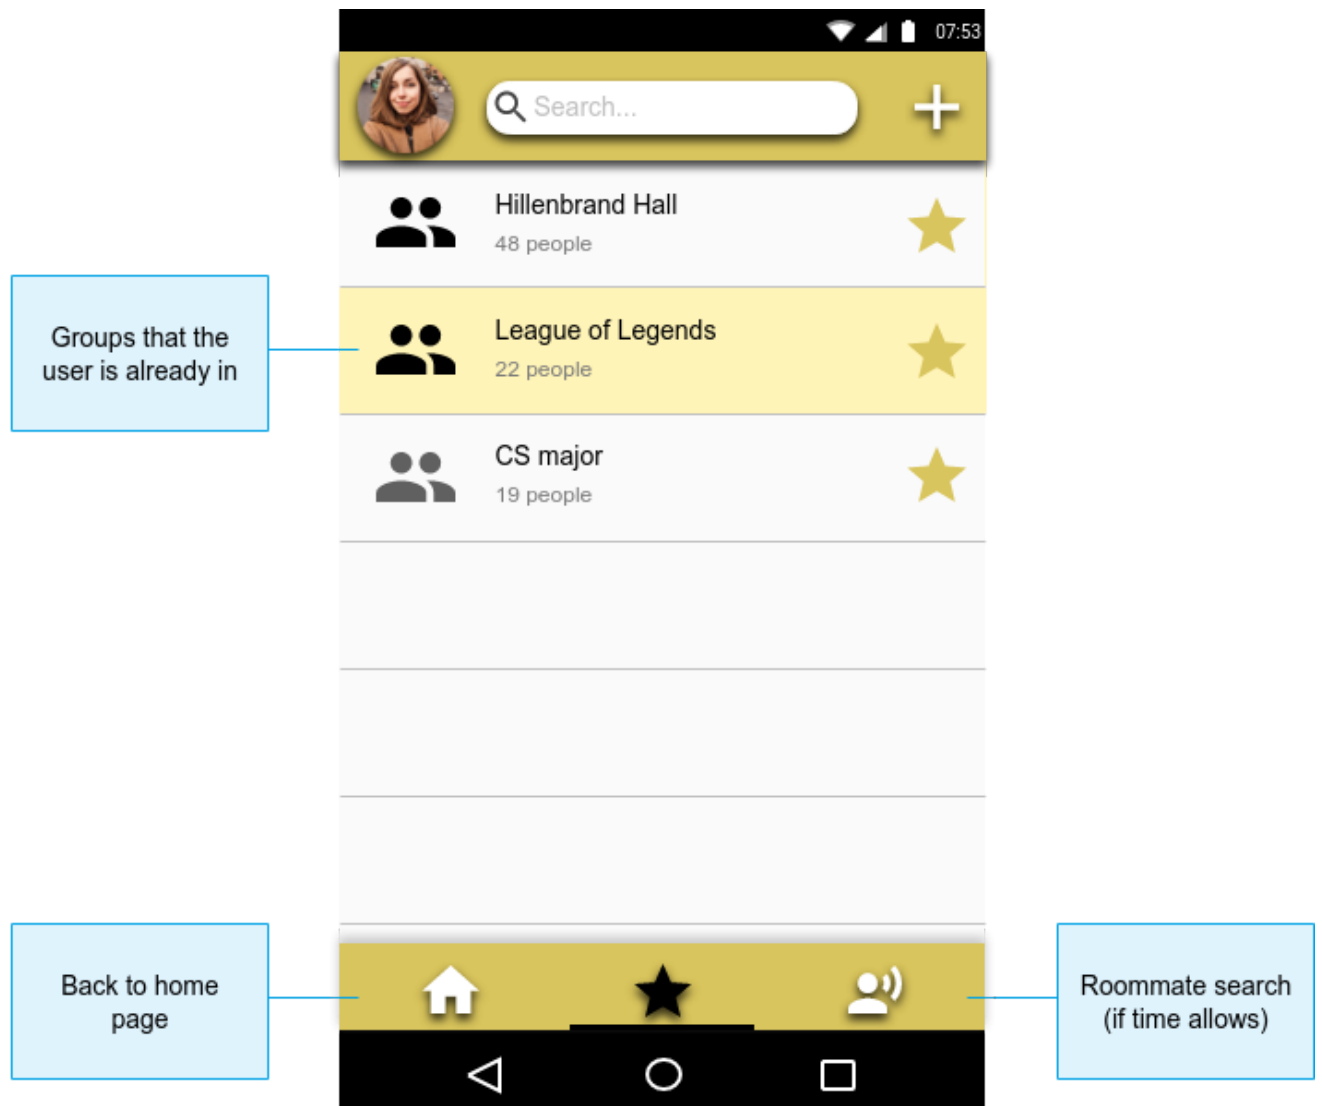 07:53
Search...
Hillenbrand Hall
48 people
League of Legends
22 people
CS major
19 people
Groups that the
user is already in
Back to home
page
Roommate search
(if time allows)